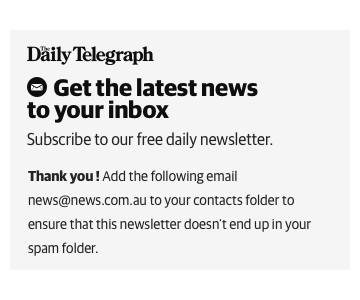 The Daily Telegraph
Get the latest news
to your inbox
Subscribe to our free daily newsletter.
Thank you ! Add the following email
news@news.com.au to your contacts folder to
ensure that this newsletter doesn't end up in your
spam folder.